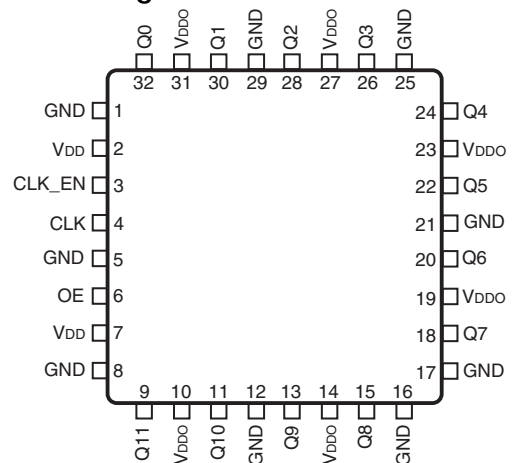 Q0 VDDO Q1 GND Q2 VDDO Q3 GND
32 31 30 29 28 27 26 25
GND 1
VDD 2
CLK_EN 3
CLK 4
GND 5
OE 6
VDD 7
GND 8
24 Q4
23 VDDO
22 Q5
21 GND
20 Q6
19 VDDO
18 Q7
17 GND
9 10 11 12 13 14 15 16
Q11 VDDO Q10 GND Q9 VDDO Q8 GND